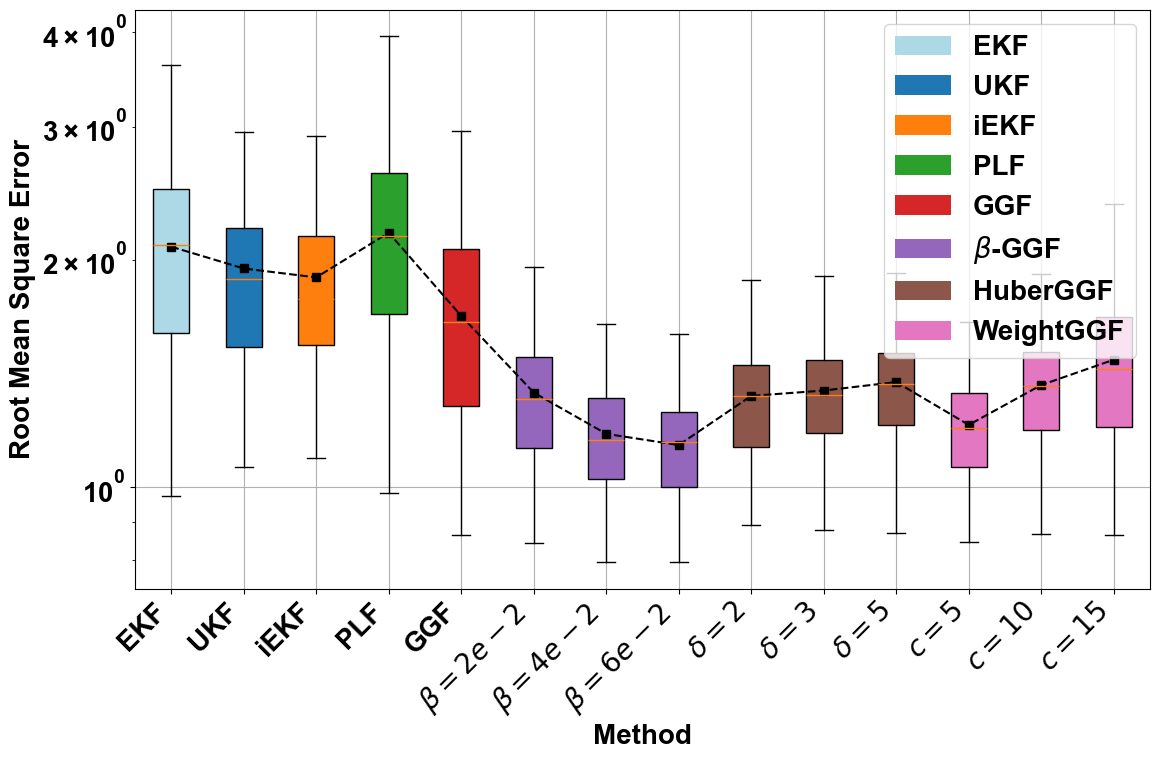 Root Mean Square Error
4 × 10⁰
3 × 10⁰
2 × 10⁰
10⁰
EKF
UKF
iEKF
PLF
GGF
β-GGF
HuberGGF
WeightGGF
EKF
UKF
iEKF
PLF
GGF
β = 2e − 2
β = 4e − 2
β = 6e − 2
δ = 2
δ = 3
δ = 5
c = 5
c = 10
c = 15
Method